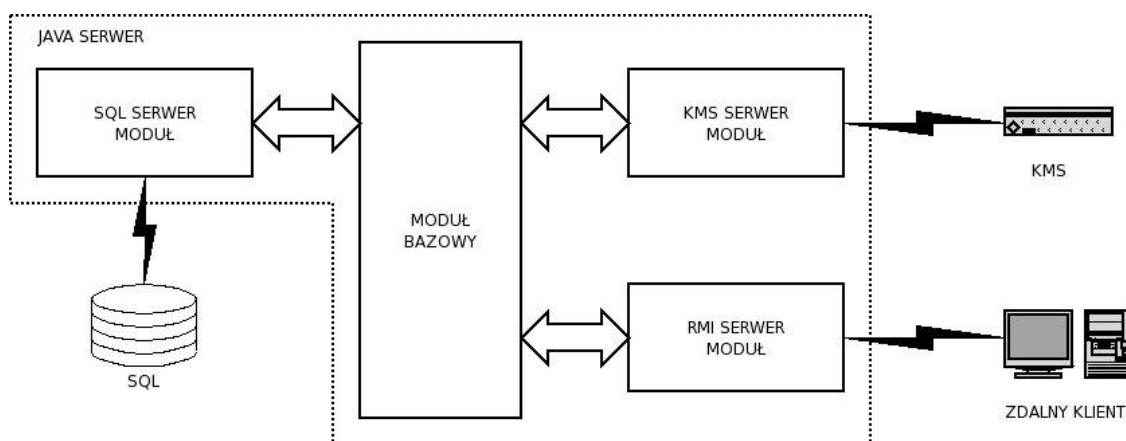 JAVA SERWER
SQL SERWER
MODUŁ
KMS SERWER
MODUŁ
KMS
MODUŁ
BAZOWY
RMI SERWER
MODUŁ
SQL
ZDALNY KLIENT